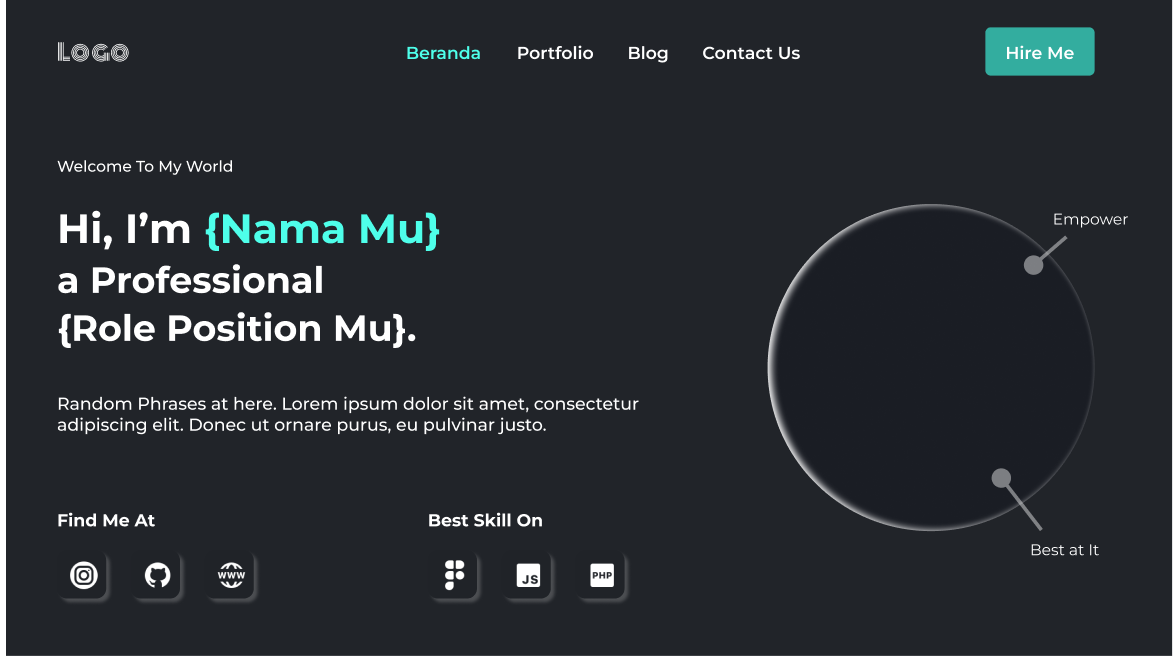 LOGO
Beranda Portfolio Blog Contact Us Hire Me
Welcome To My World
Hi, I’m {Nama Mu}
a Professional
{Role Position Mu}.
Random Phrases at here. Lorem ipsum dolor sit amet, consectetur
adipiscing elit. Donec ut ornare purus, eu pulvinar justo.
Find Me At
WWW
Best Skill On
JS
PHP
Empower
Best at It